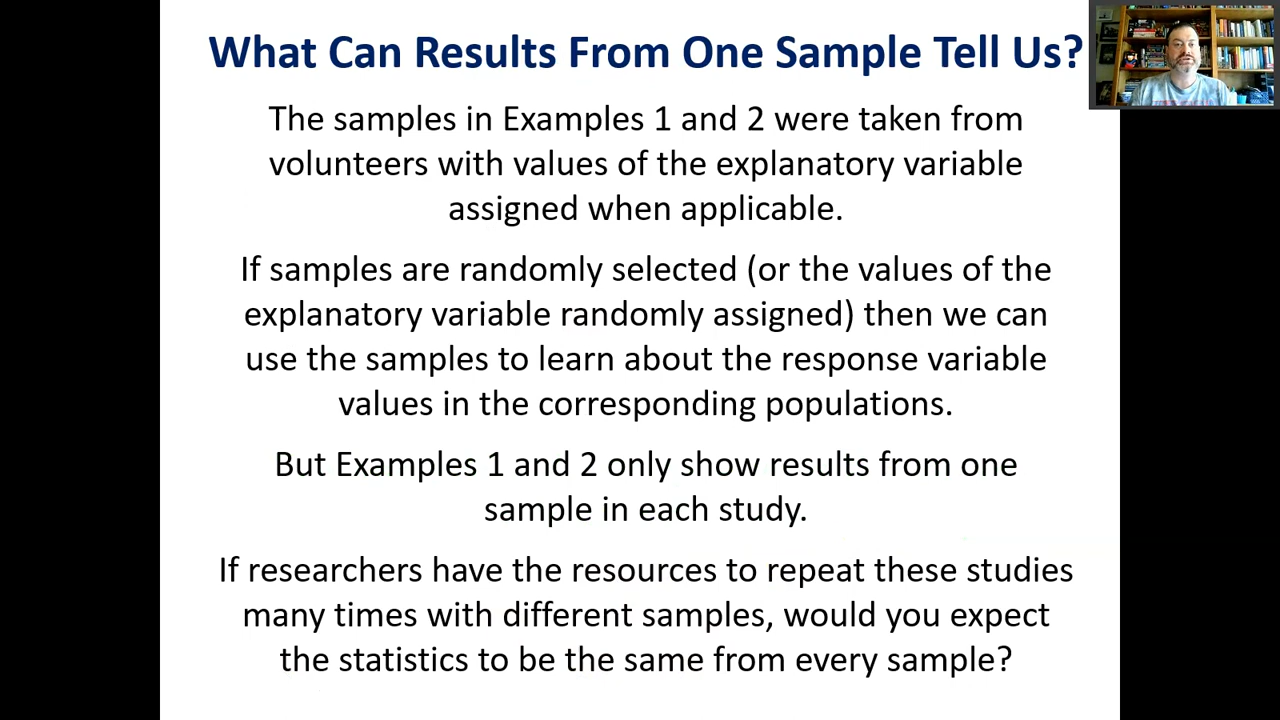 What Can Results From One Sample Tell Us?
The samples in Examples 1 and 2 were taken from
volunteers with values of the explanatory variable
assigned when applicable.
If samples are randomly selected (or the values of the
explanatory variable randomly assigned) then we can
use the samples to learn about the response variable
values in the corresponding populations.
But Examples 1 and 2 only show results from one
sample in each study.
If researchers have the resources to repeat these studies
many times with different samples, would you expect
the statistics to be the same from every sample?